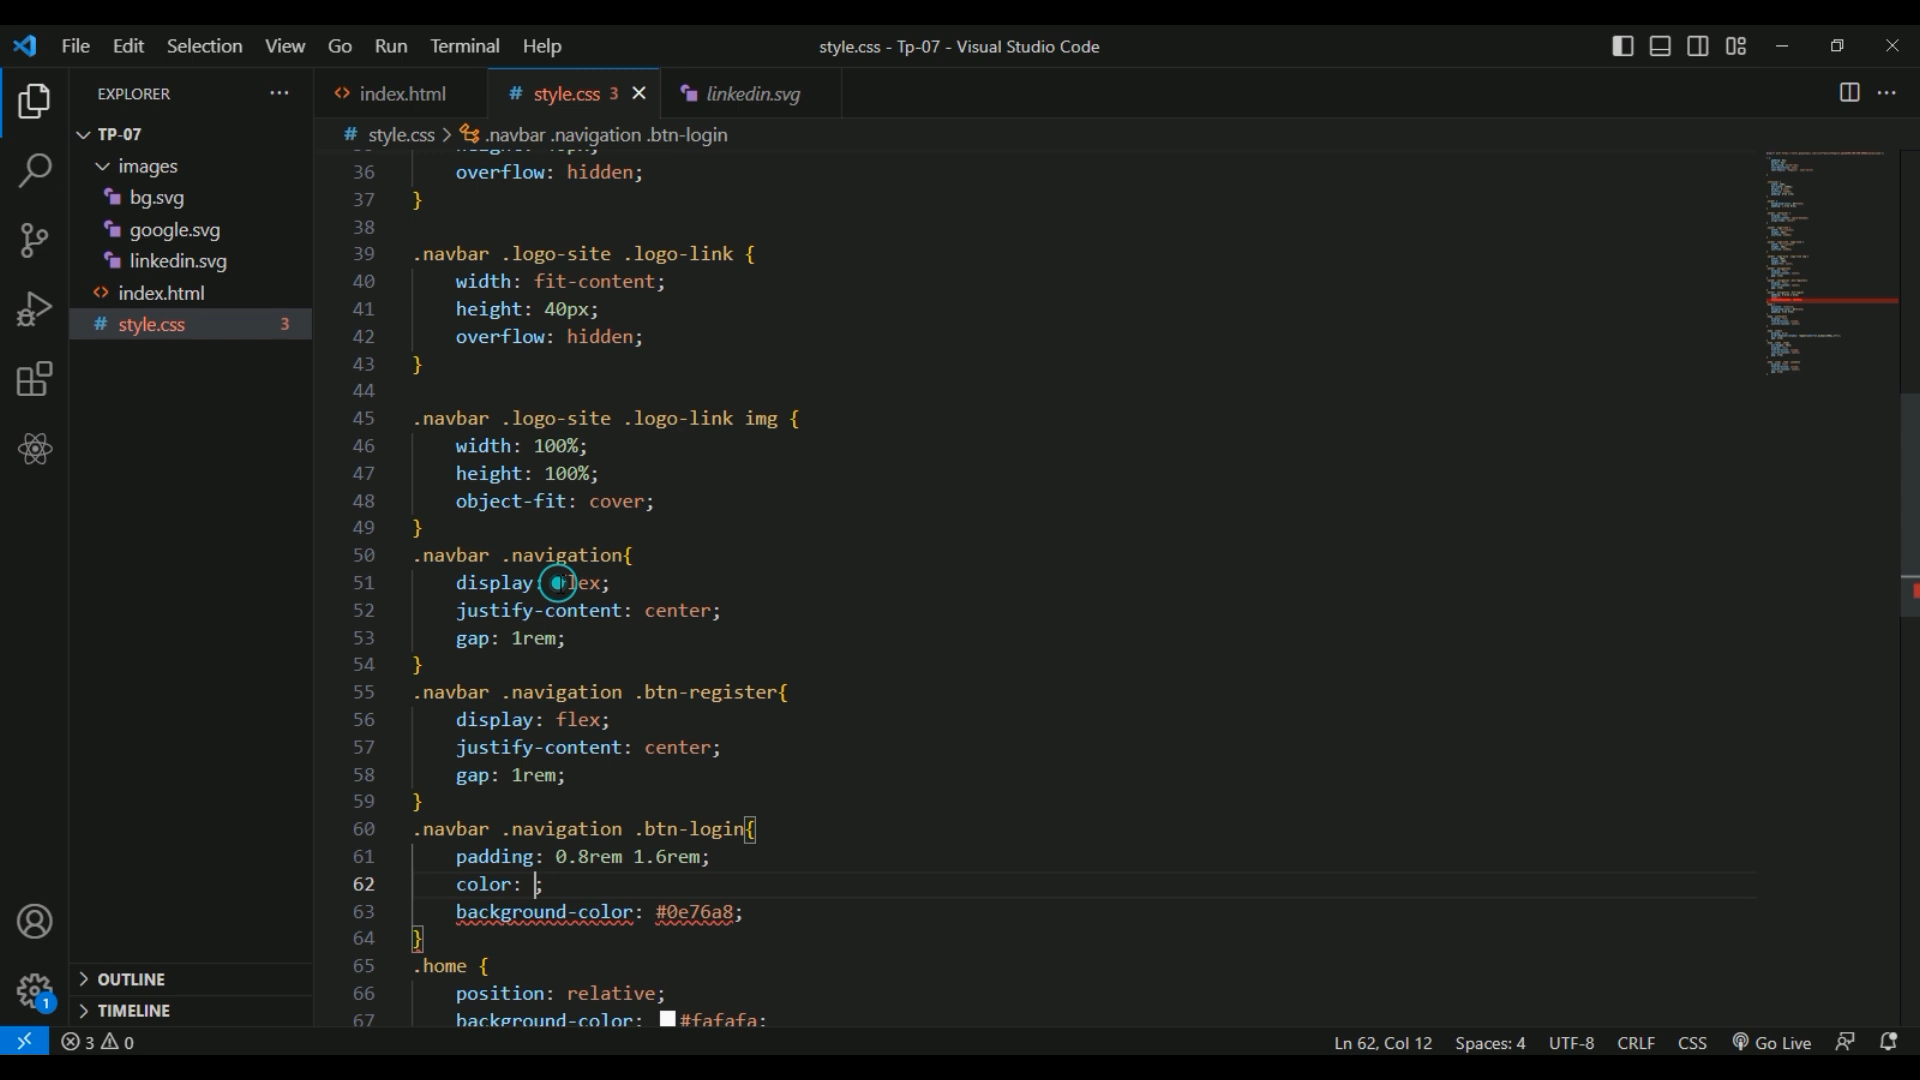 File Edit Selection View Go Run Terminal Help
style.css - Tp-07 - Visual Studio Code
EXPLORER
TP-07
images
bg.svg
google.svg
linkedin.svg
index.html
style.css 3
OUTLINE
TIMELINE
index.html
style.css 3
linkedin.svg
style.css > .navbar .navigation .btn-login
36 overflow: hidden;
37 }
38
39 .navbar .logo-site .logo-link {
40 width: fit-content;
41 height: 40px;
42 overflow: hidden;
43 }
44
45 .navbar .logo-site .logo-link img {
46 width: 100%;
47 height: 100%;
48 object-fit: cover;
49 }
50 .navbar .navigation{
51 display: flex;
52 justify-content: center;
53 gap: 1rem;
54 }
55 .navbar .navigation .btn-register{
56 display: flex;
57 justify-content: center;
58 gap: 1rem;
59 }
60 .navbar .navigation .btn-login{
61 padding: 0.8rem 1.6rem;
62 color: ;
63 background-color: #0e76a8;
64 }
65 .home {
66 position: relative;
67 background-color: #fafafa;
1
3 0
Ln 62, Col 12 Spaces: 4 UTF-8 CRLF CSS Go Live